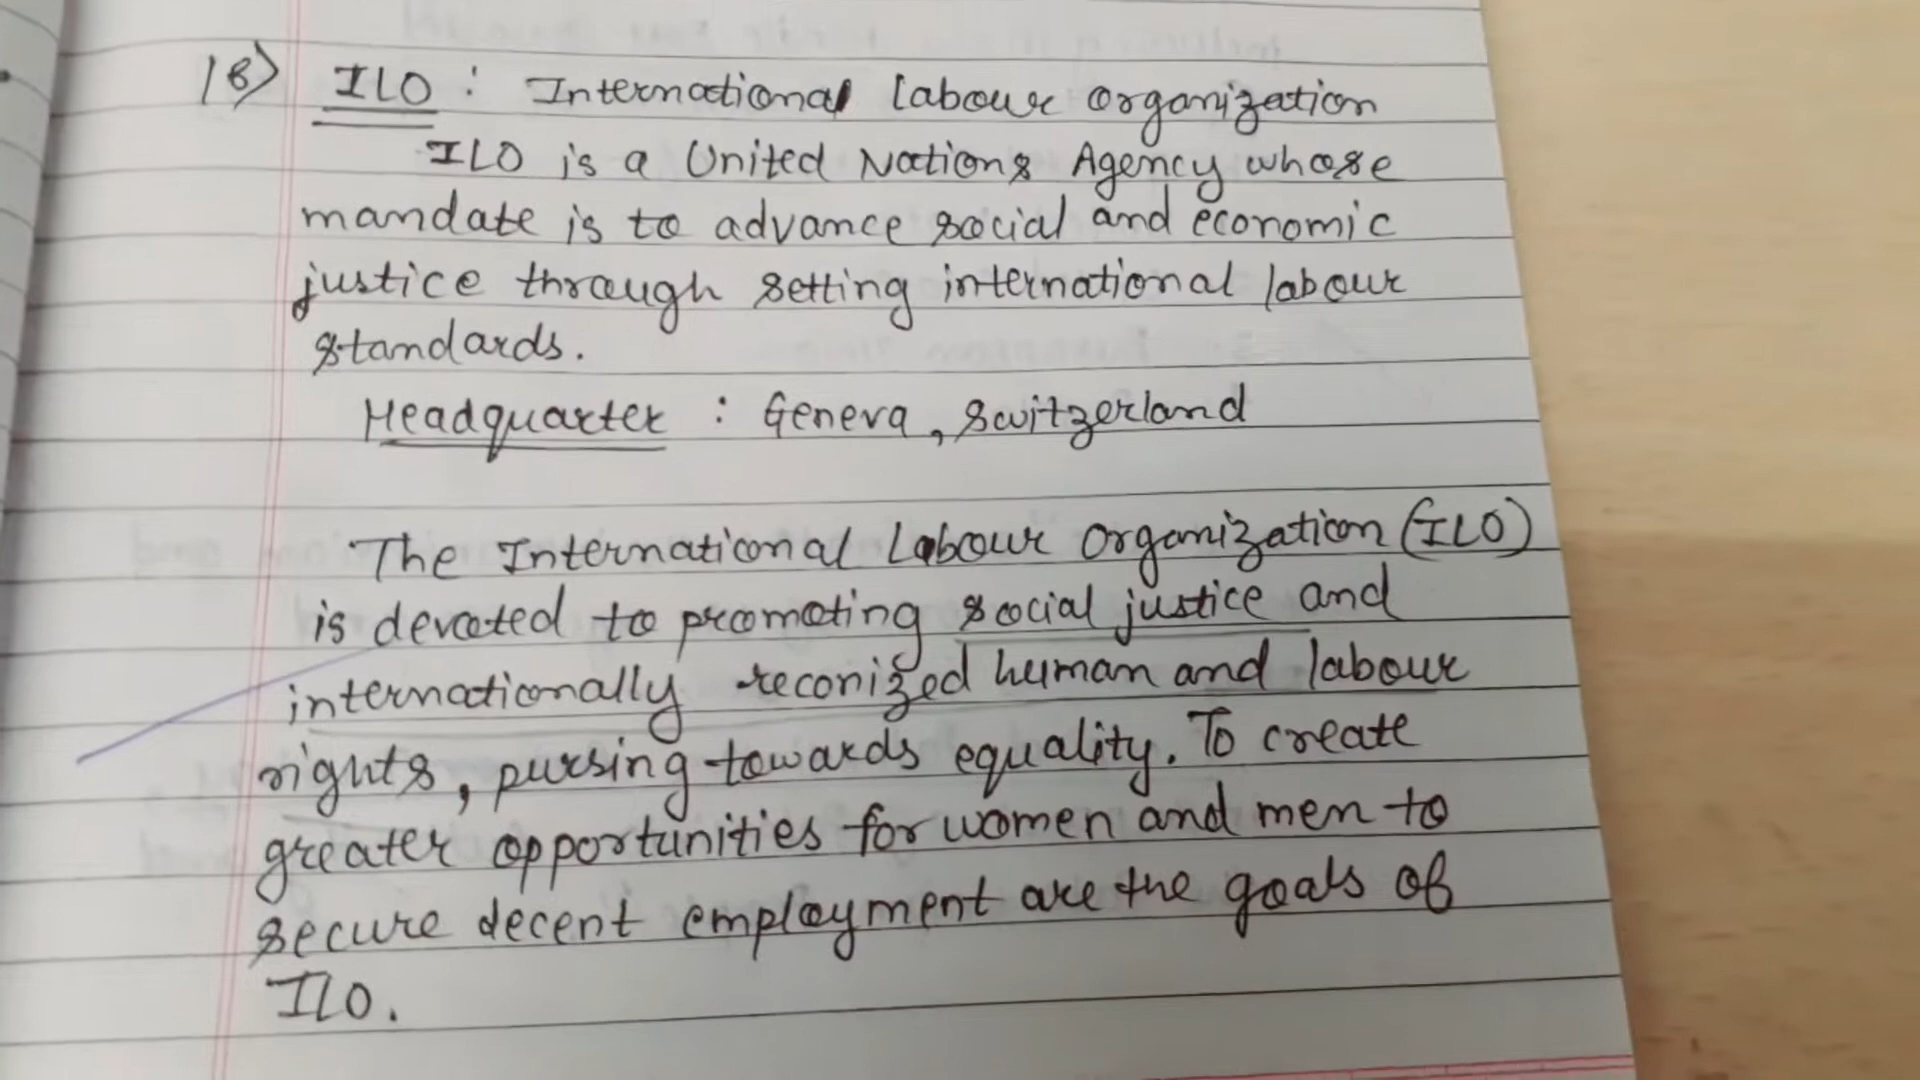 18) ILO : International Labour Organization
ILO is a United Nations Agency whose
mandate is to advance social and economic
justice through setting international labour
standards.
Headquarter : Geneva, Switzerland
The International Labour Organization (ILO)
is devoted to promoting social justice and
internationally reconized human and labour
rights, pursing towards equality. To create
greater opportunities for women and men to
secure decent employment are the goals of
ILO.